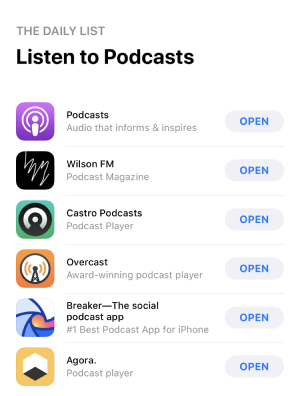 THE DAILY LIST
Listen to Podcasts
Podcasts
Audio that informs & inspires
OPEN
Wilson FM
Podcast Magazine
OPEN
Castro Podcasts
Podcast Player
OPEN
Overcast
Award-winning podcast player
OPEN
Breaker—The social
podcast app
#1 Best Podcast App for iPhone
OPEN
Agora.
Podcast player
OPEN